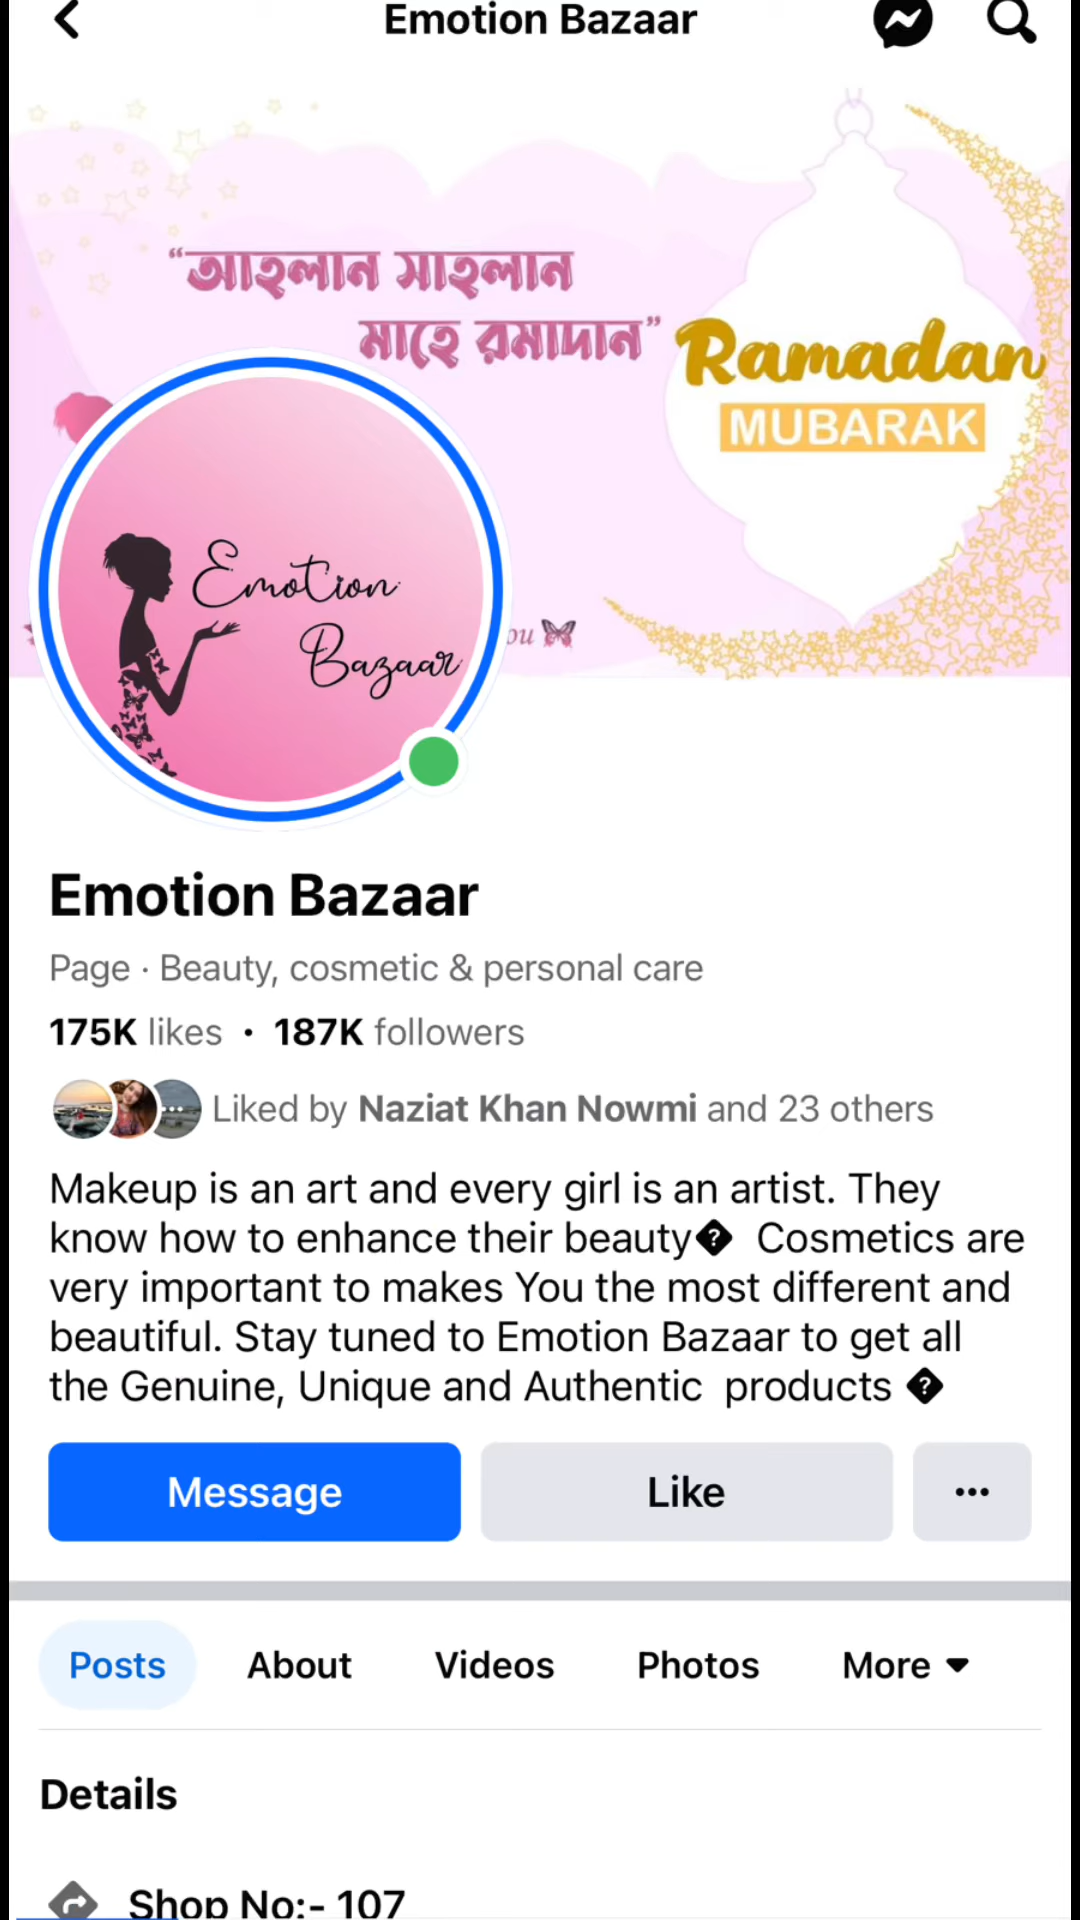 Emotion Bazaar
“আহলান সাহলান
মাহে রমাদান”
Ramadan
MUBARAK
Emotion
Bazaar
Emotion Bazaar
Page · Beauty, cosmetic & personal care
175K likes · 187K followers
Liked by Naziat Khan Nowmi and 23 others
Makeup is an art and every girl is an artist. They
know how to enhance their beauty�  Cosmetics are
very important to makes You the most different and
beautiful. Stay tuned to Emotion Bazaar to get all
the Genuine, Unique and Authentic  products �
Message Like ...
Posts About Videos Photos More
Details
Shop No:- 107